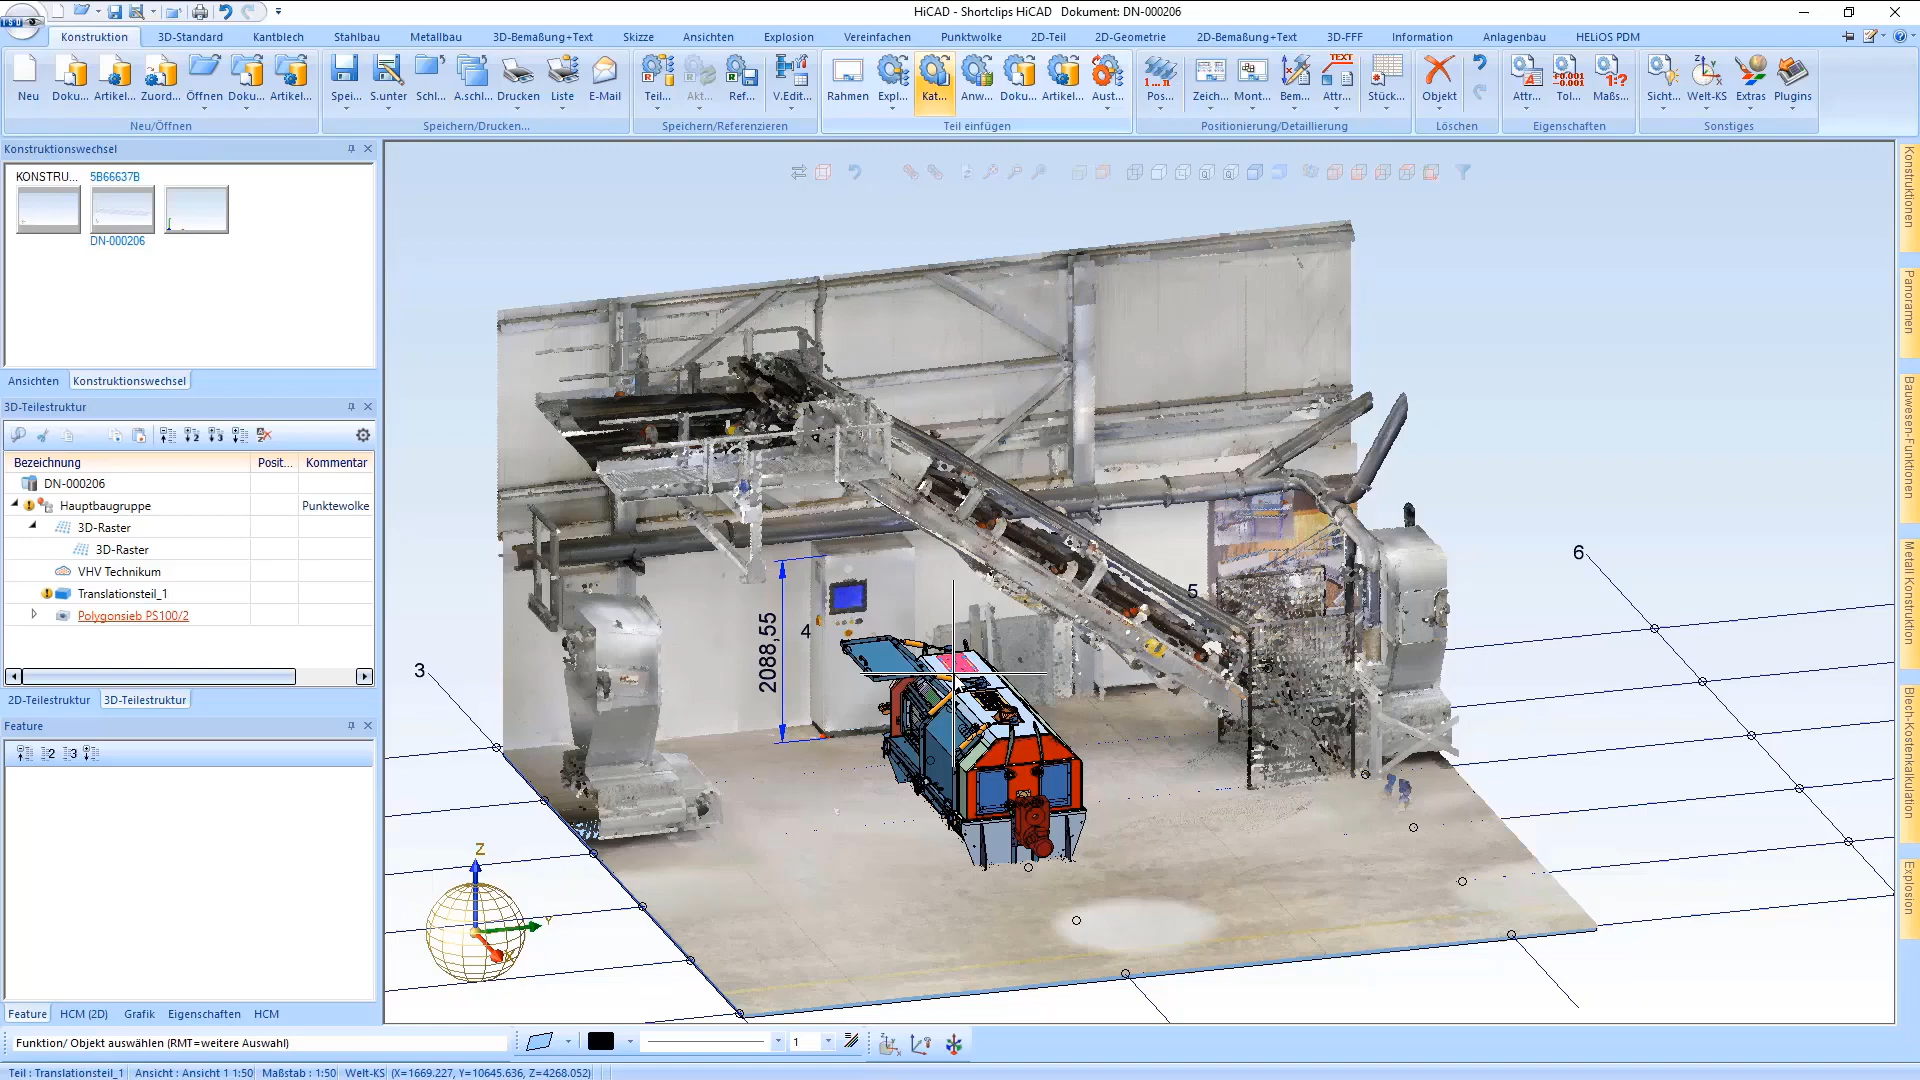 HiCAD - Shortclips HiCAD   Dokument: DN-000206
ISD
Konstruktion 3D-Standard Kantblech Stahlbau Metallbau 3D-Bemaßung+Text Skizze Ansichten Explosion Vereinfachen Punktwolke 2D-Teil 2D-Geometrie 2D-Bemaßung+Text 3D-FFF Information Anlagenbau HELiOS PDM
Neu Doku... Artikel... Zuord... Öffnen Doku... Artikel... Spei... S.unter Schl... A.schl... Drucken Liste E-Mail Teil... Akt... Ref... V.Edit... Rahmen Expl... Kat... Anw... Doku... Artikel... Aust... Pos... Zeich... Mont... Bem... Attr... Stück... Objekt Attr... Tol... Maß... Sicht... Welt-KS Extras Plugins
Neu/Öffnen Speichern/Drucken... Speichern/Referenzieren Teil einfügen Positionierung/Detaillierung Löschen Eigenschaften Sonstiges
Konstruktionswechsel
KONSTRU... 5B66637B
DN-000206
Ansichten Konstruktionswechsel
3D-Teilestruktur
Bezeichnung Posit... Kommentar
DN-000206
Hauptbaugruppe Punktewolke
3D-Raster
3D-Raster
VHV Technikum
Translationsteil_1
Polygonsieb PS100/2
2D-Teilestruktur 3D-Teilestruktur
Feature
2 3
Feature HCM (2D) Grafik Eigenschaften HCM
3
4
5
6
2088,55
Z
Y
X
Konstruktionen
Panoramen
Bauwesen-Funktionen
Metall Konstruktion
Blech-Kostenkalkulation
Explosion
Funktion/ Objekt auswählen (RMT=weitere Auswahl)
1
Teil : Translationsteil_1 Ansicht : Ansicht 1 1:50 Maßstab : 1:50 Welt-KS (X=1669.227, Y=10645.636, Z=4268.052)